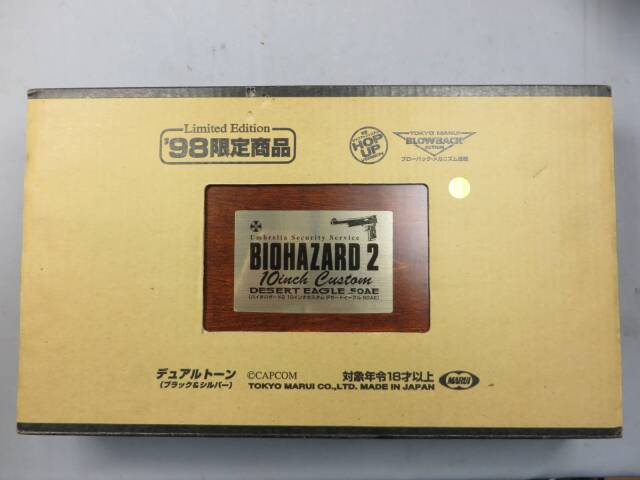 Limited Edition
'98限定商品
HOP UP
TOKYO MARUI
BLOWBACK
ACTION
ブローバック・メカニズム搭載
Umbrella Security Service
BIOHAZARD 2
10inch Custom
DESERT EAGLE .50AE
(バイオハザード2 10インチカスタム デザートイーグル 50AE)
デュアルトーン
(ブラック&シルバー)
©CAPCOM
対象年令18才以上
TOKYO MARUI CO.,LTD. MADE IN JAPAN
MARUI